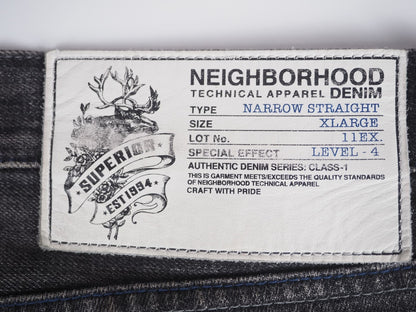 SUPERIOR
EST 1994
NEIGHBORHOOD
TECHNICAL APPAREL DENIM
TYPE NARROW STRAIGHT
SIZE XLARGE
LOT No. 11EX.
SPECIAL EFFECT LEVEL - 4
AUTHENTIC DENIM SERIES: CLASS-1
THIS IS GARMENT MEETS/EXCEEDS THE QUALITY STANDARDS
OF NEIGHBORHOOD TECHNICAL APPAREL
CRAFT WITH PRIDE